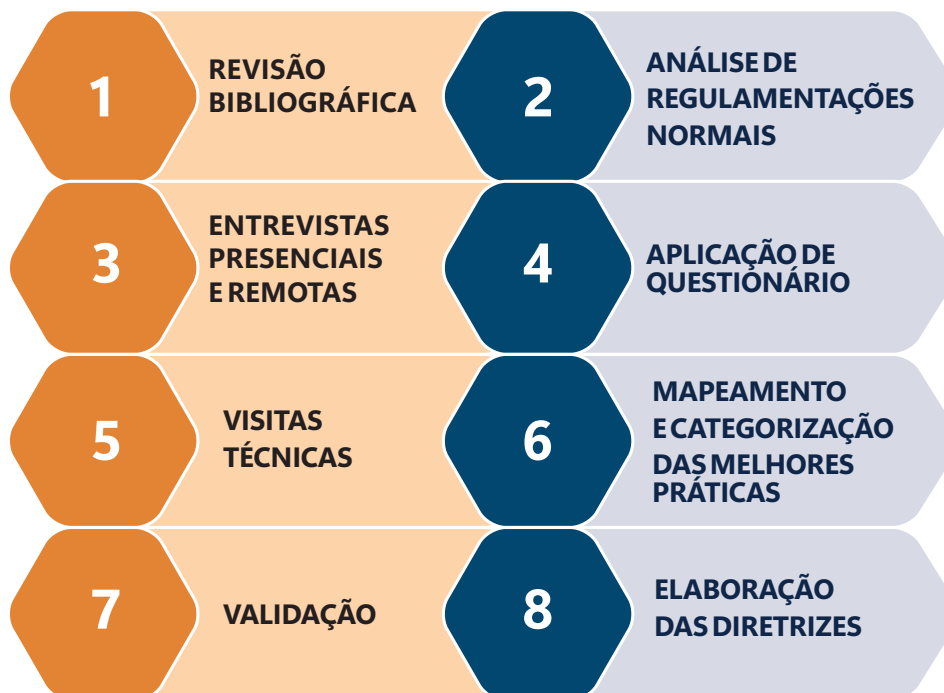 1
REVISÃO
BIBLIOGRÁFICA
2
ANÁLISE DE
REGULAMENTAÇÕES
NORMAIS
3
ENTREVISTAS
PRESENCIAIS
E REMOTAS
4
APLICAÇÃO DE
QUESTIONÁRIO
5
VISITAS
TÉCNICAS
6
MAPEAMENTO
E CATEGORIZAÇÃO
DAS MELHORES
PRÁTICAS
7
VALIDAÇÃO
8
ELABORAÇÃO
DAS DIRETRIZES